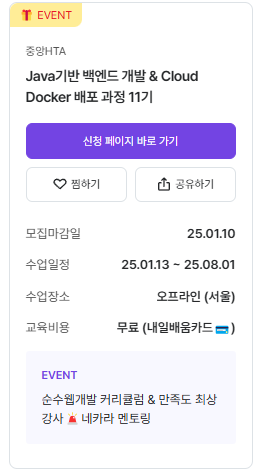 🎁 EVENT
중앙HTA
Java기반 백엔드 개발 & Cloud
Docker 배포 과정 11기
신청 페이지 바로 가기
찜하기 공유하기
모집마감일 25.01.10
수업일정 25.01.13 ~ 25.08.01
수업장소 오프라인 (서울)
교육비용 무료 (내일배움카드💳)
EVENT
순수웹개발 커리큘럼 & 만족도 최상
강사🚨네카라 멘토링